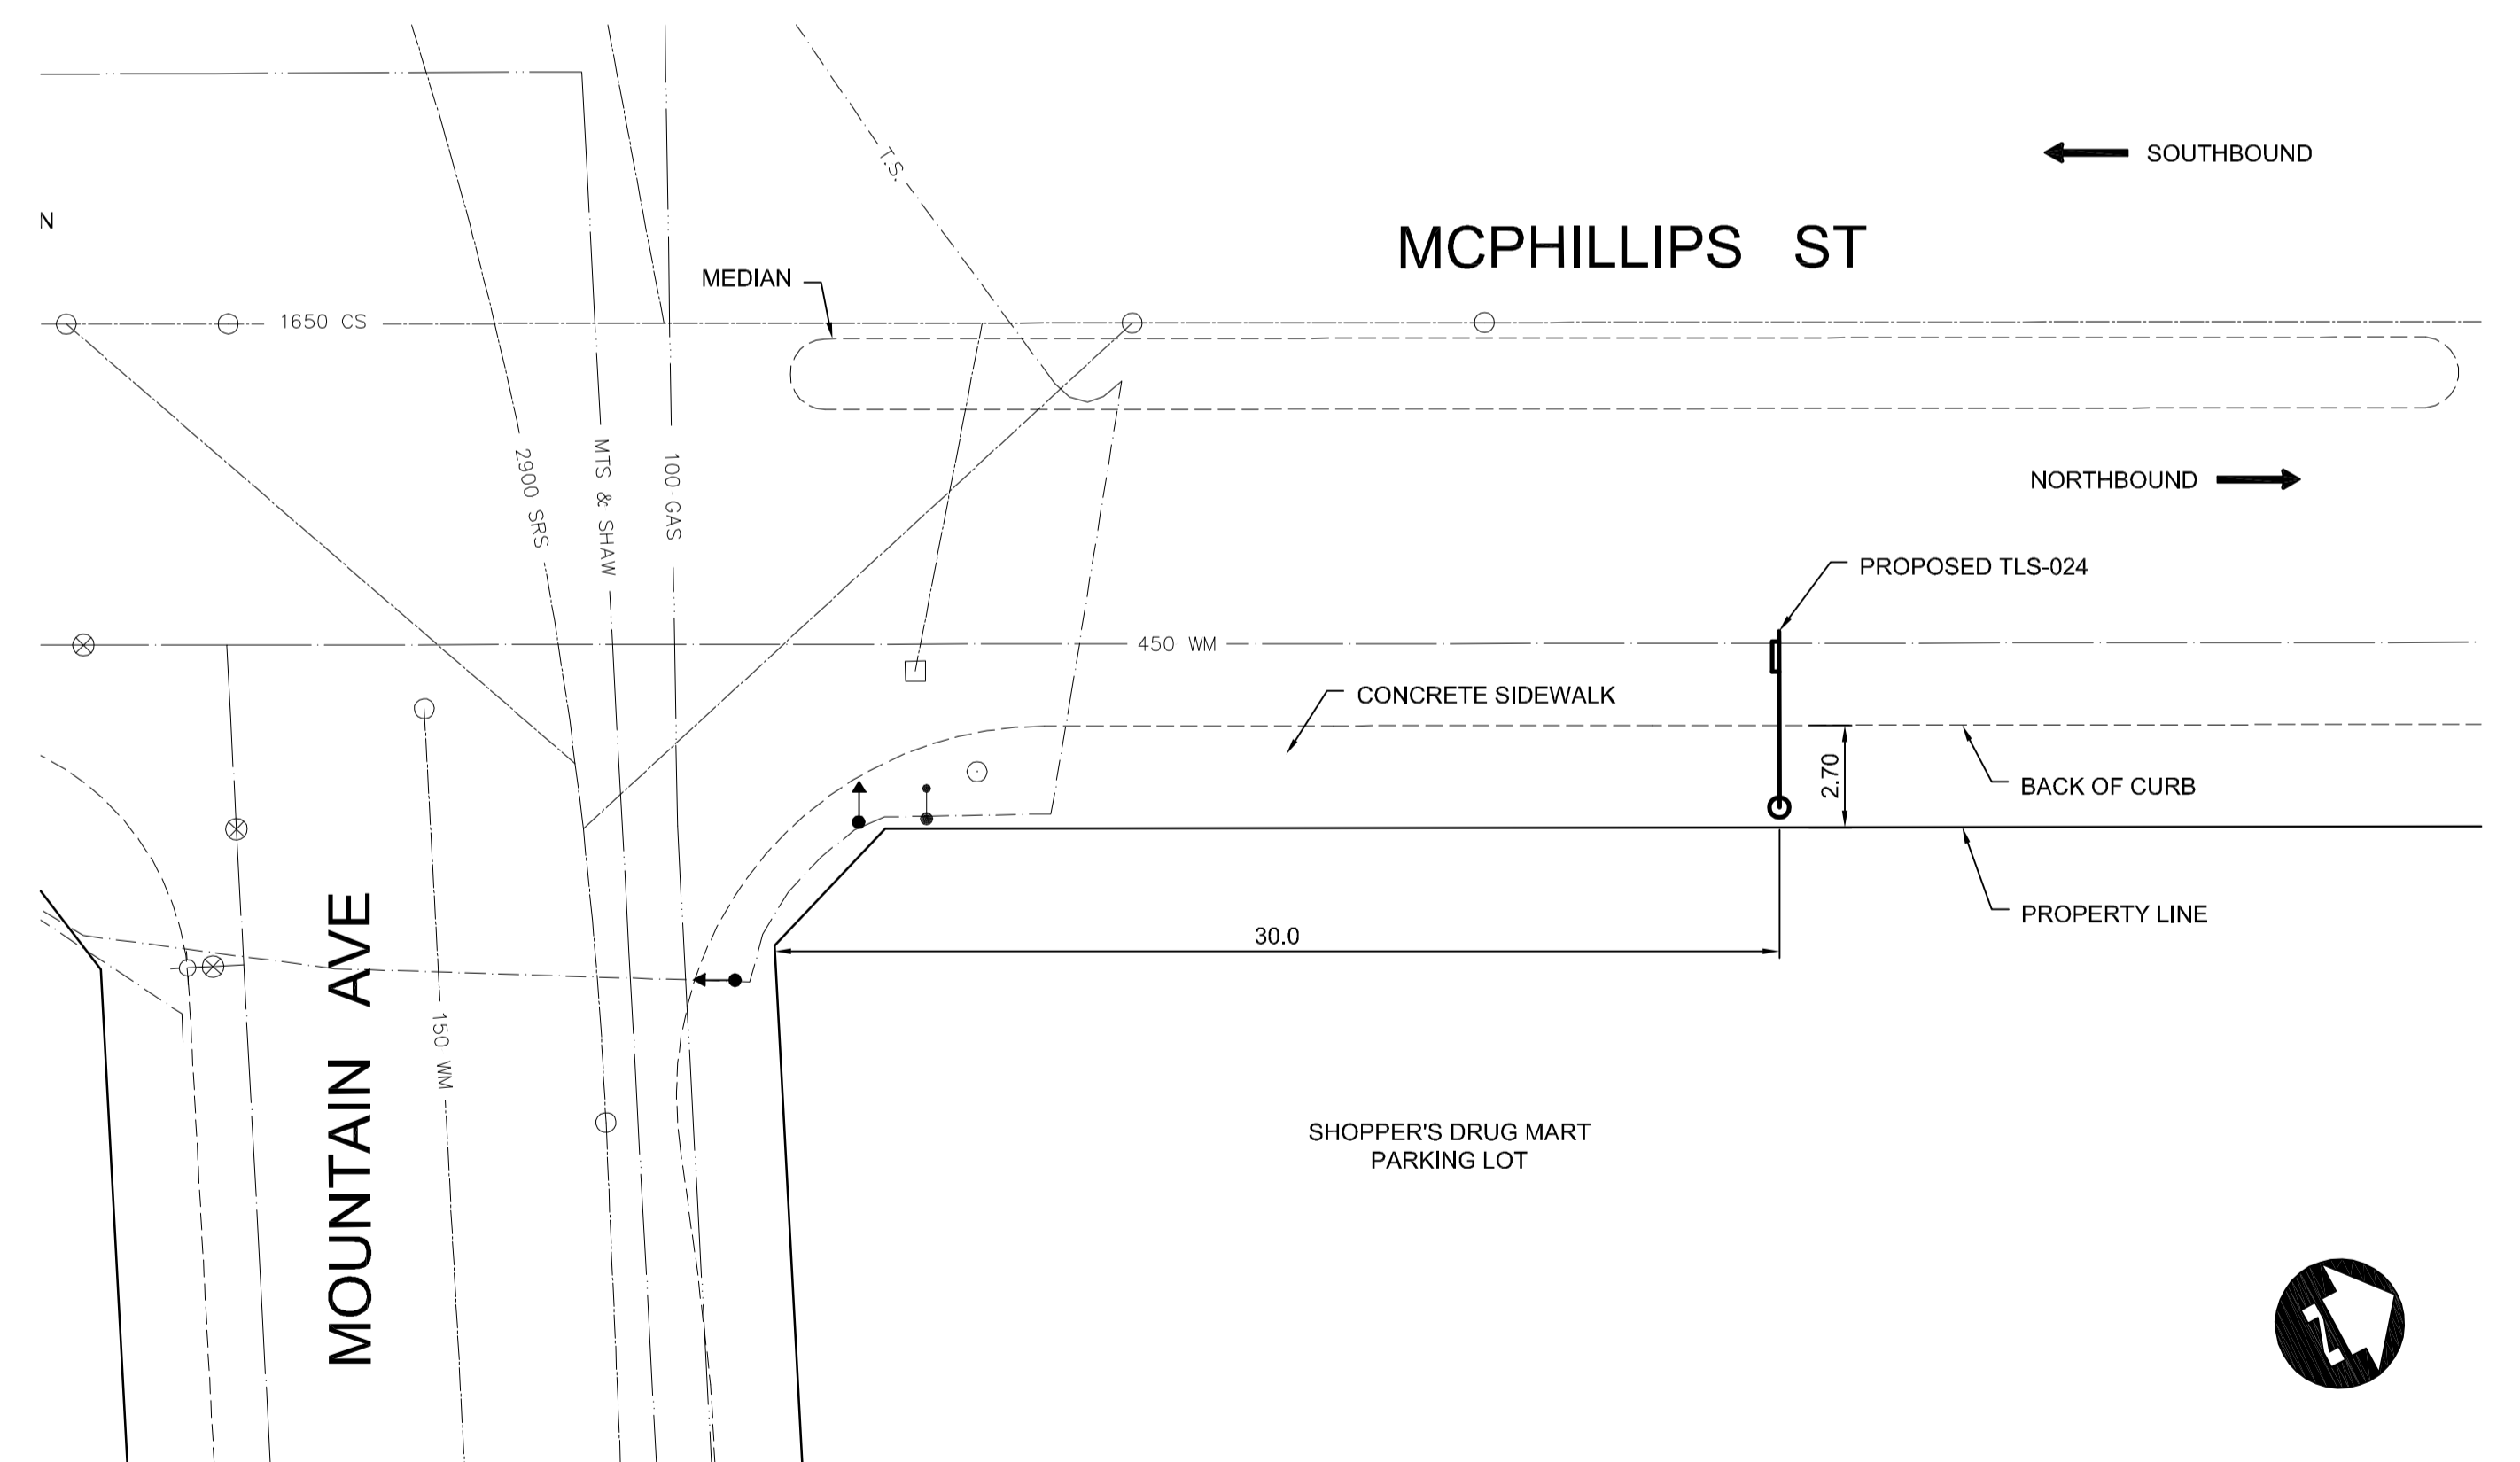 SOUTHBOUND
T.S.
N
MCPHILLIPS ST
MEDIAN
1650 CS
NORTHBOUND
2900 SRS
MTS & SHAW
100 GAS
PROPOSED TLS-024
450 WM
CONCRETE SIDEWALK
2.70
BACK OF CURB
PROPERTY LINE
30.0
MOUNTAIN AVE
150 WM
SHOPPER'S DRUG MART
PARKING LOT
N